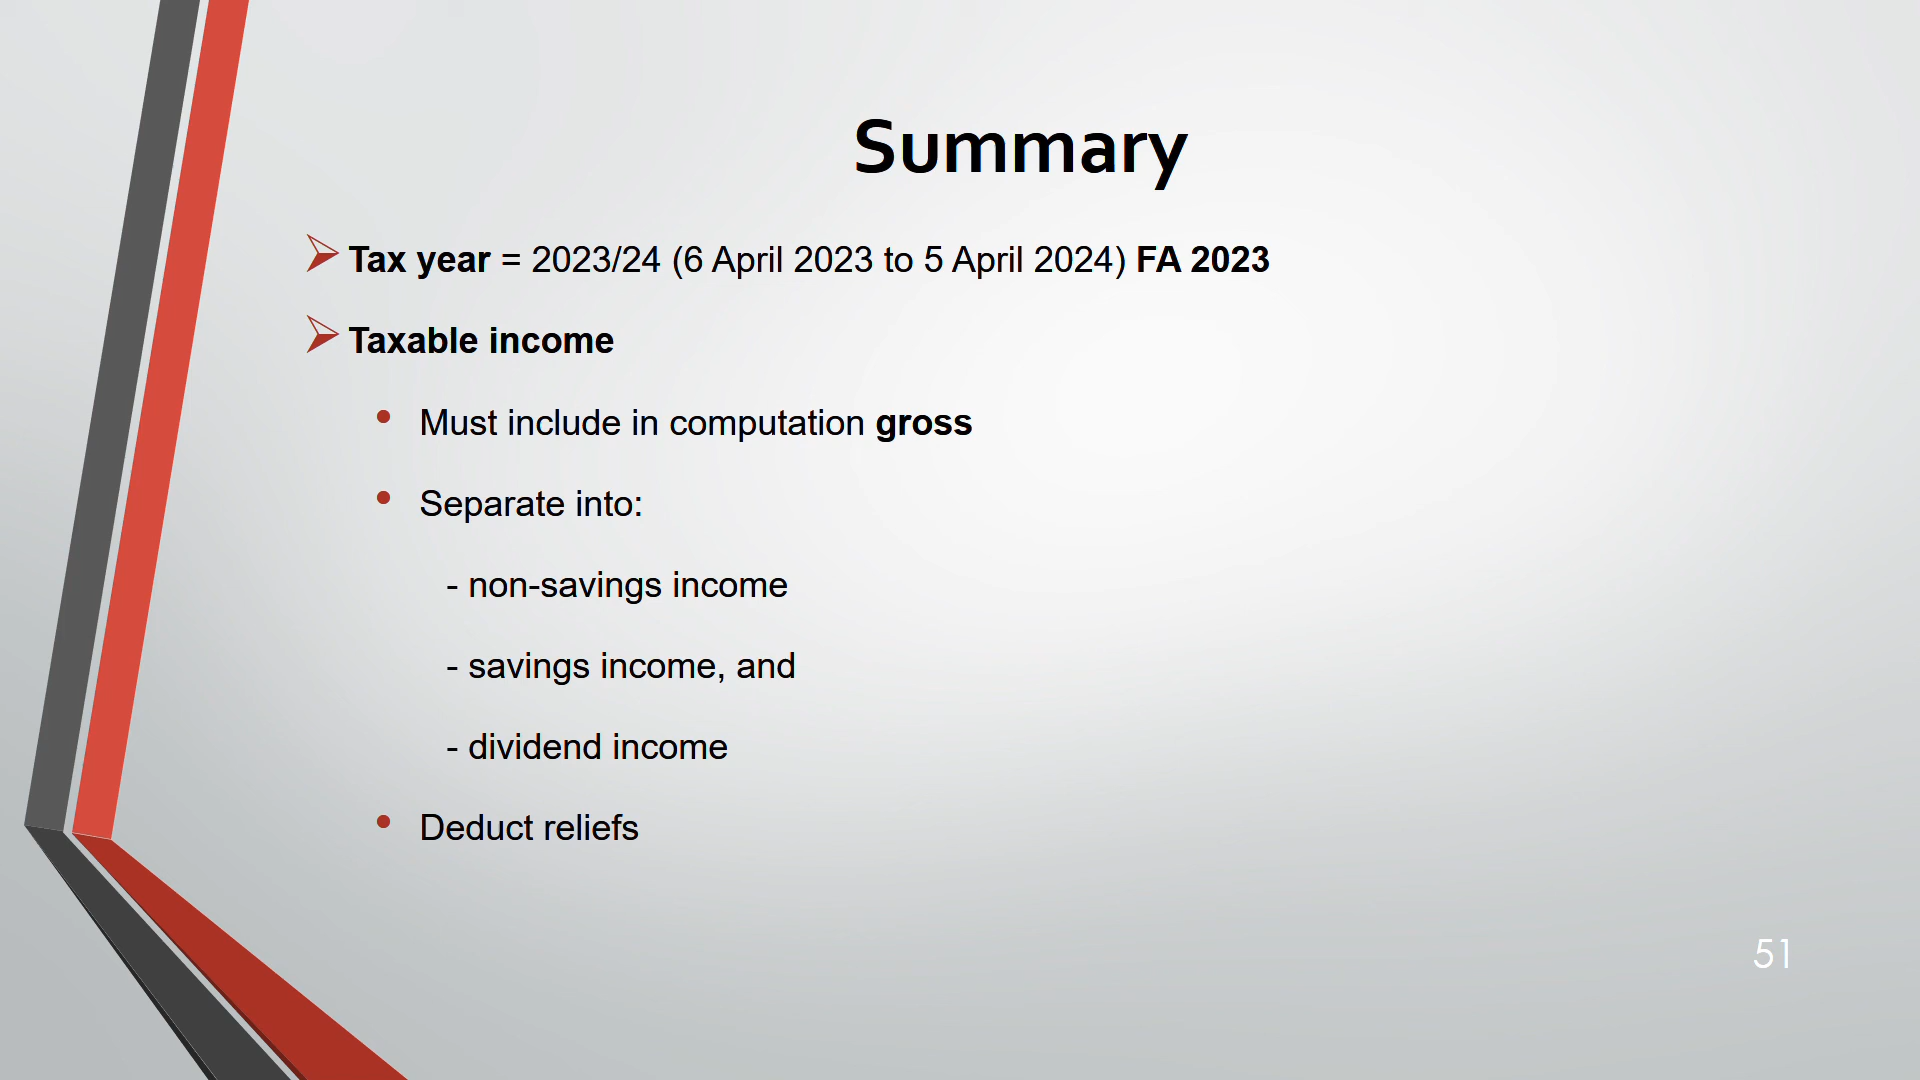 Summary
Tax year = 2023/24 (6 April 2023 to 5 April 2024) FA 2023
Taxable income
Must include in computation gross
Separate into:
- non-savings income
- savings income, and
- dividend income
Deduct reliefs
51